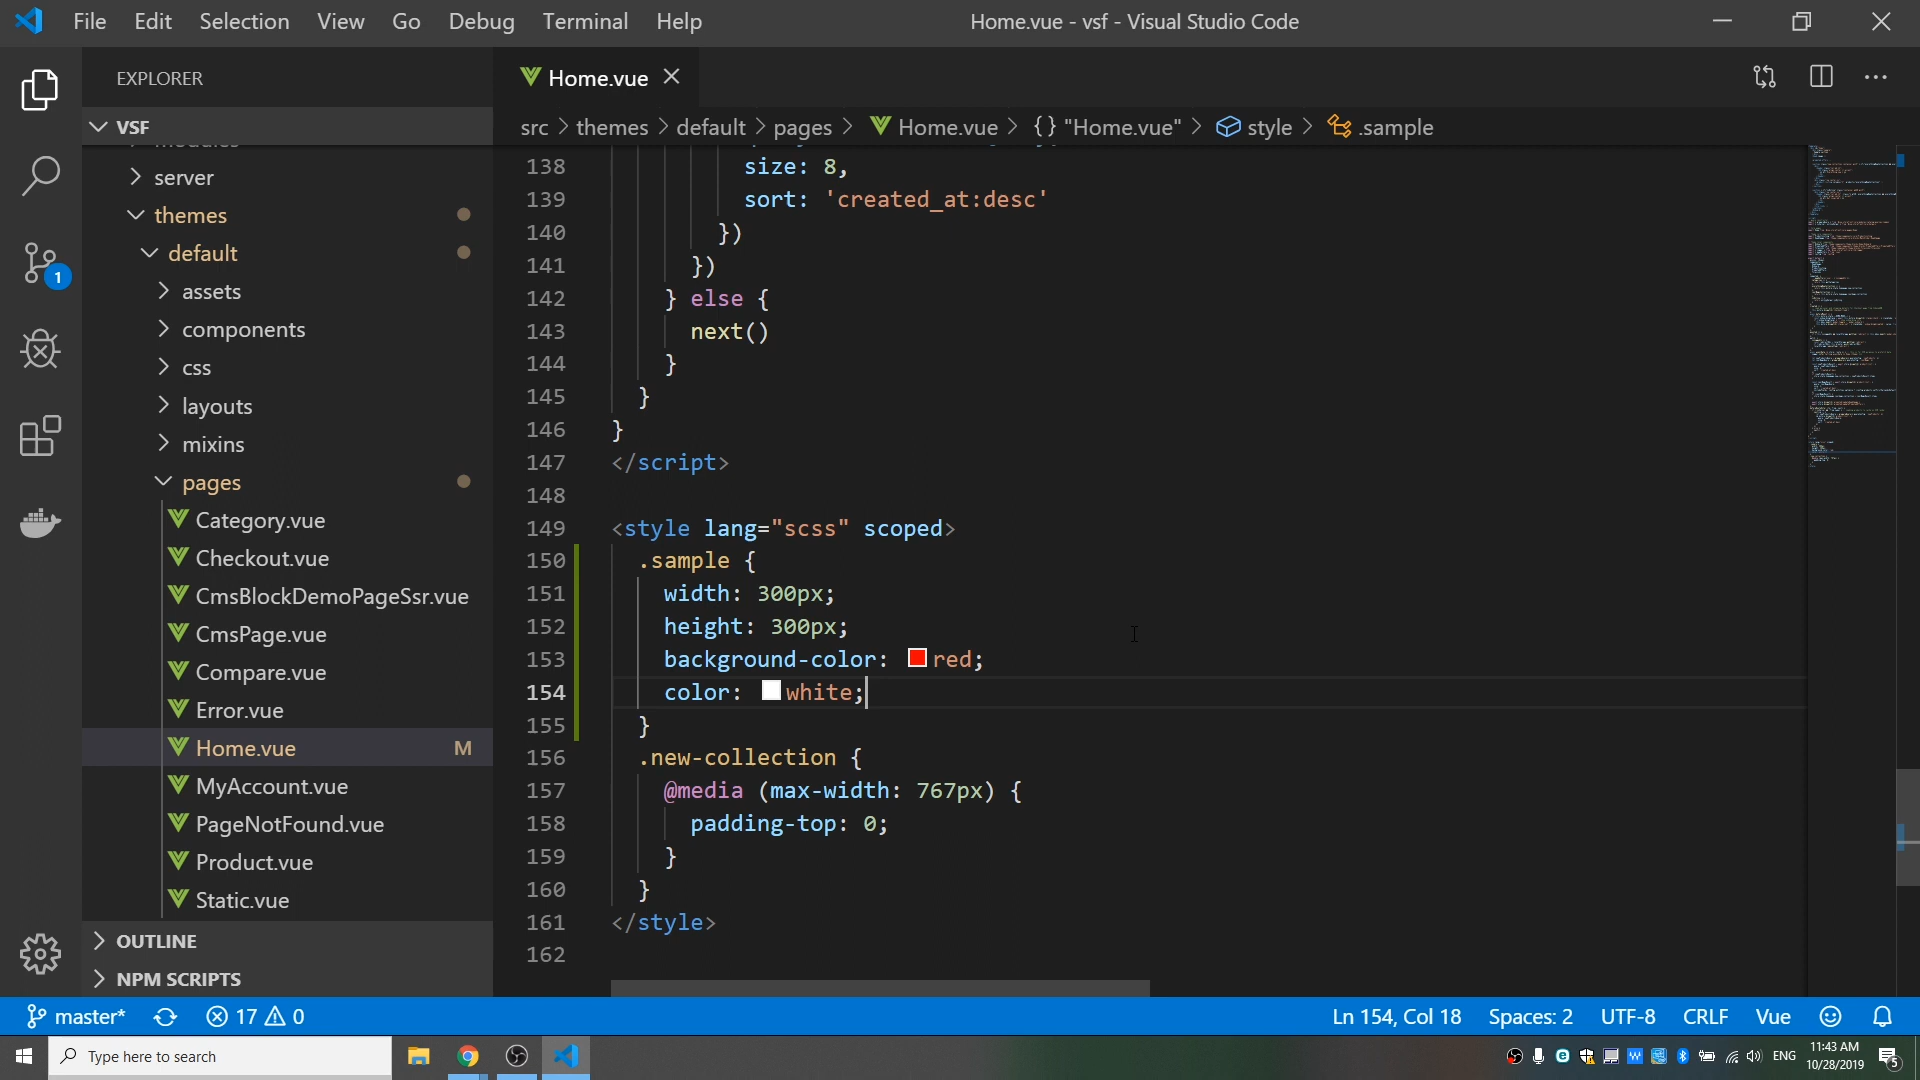 File Edit Selection View Go Debug Terminal Help
Home.vue - vsf - Visual Studio Code
EXPLORER
Home.vue
VSF
src > themes > default > pages > Home.vue > {} "Home.vue" > style > .sample
server
themes
default
assets
components
css
layouts
mixins
pages
Category.vue
Checkout.vue
CmsBlockDemoPageSsr.vue
CmsPage.vue
Compare.vue
Error.vue
Home.vue M
MyAccount.vue
PageNotFound.vue
Product.vue
Static.vue
OUTLINE
NPM SCRIPTS
1
138 size: 8,
139 sort: 'created_at:desc'
140 })
141 })
142 } else {
143 next()
144 }
145 }
146 }
147 </script>
148
149 <style lang="scss" scoped>
150 .sample {
151 width: 300px;
152 height: 300px;
153 background-color: red;
154 color: white;
155 }
156 .new-collection {
157 @media (max-width: 767px) {
158 padding-top: 0;
159 }
160 }
161 </style>
162
master* 17 0
Ln 154, Col 18 Spaces: 2 UTF-8 CRLF Vue
Type here to search
ENG
11:43 AM
10/28/2019
5